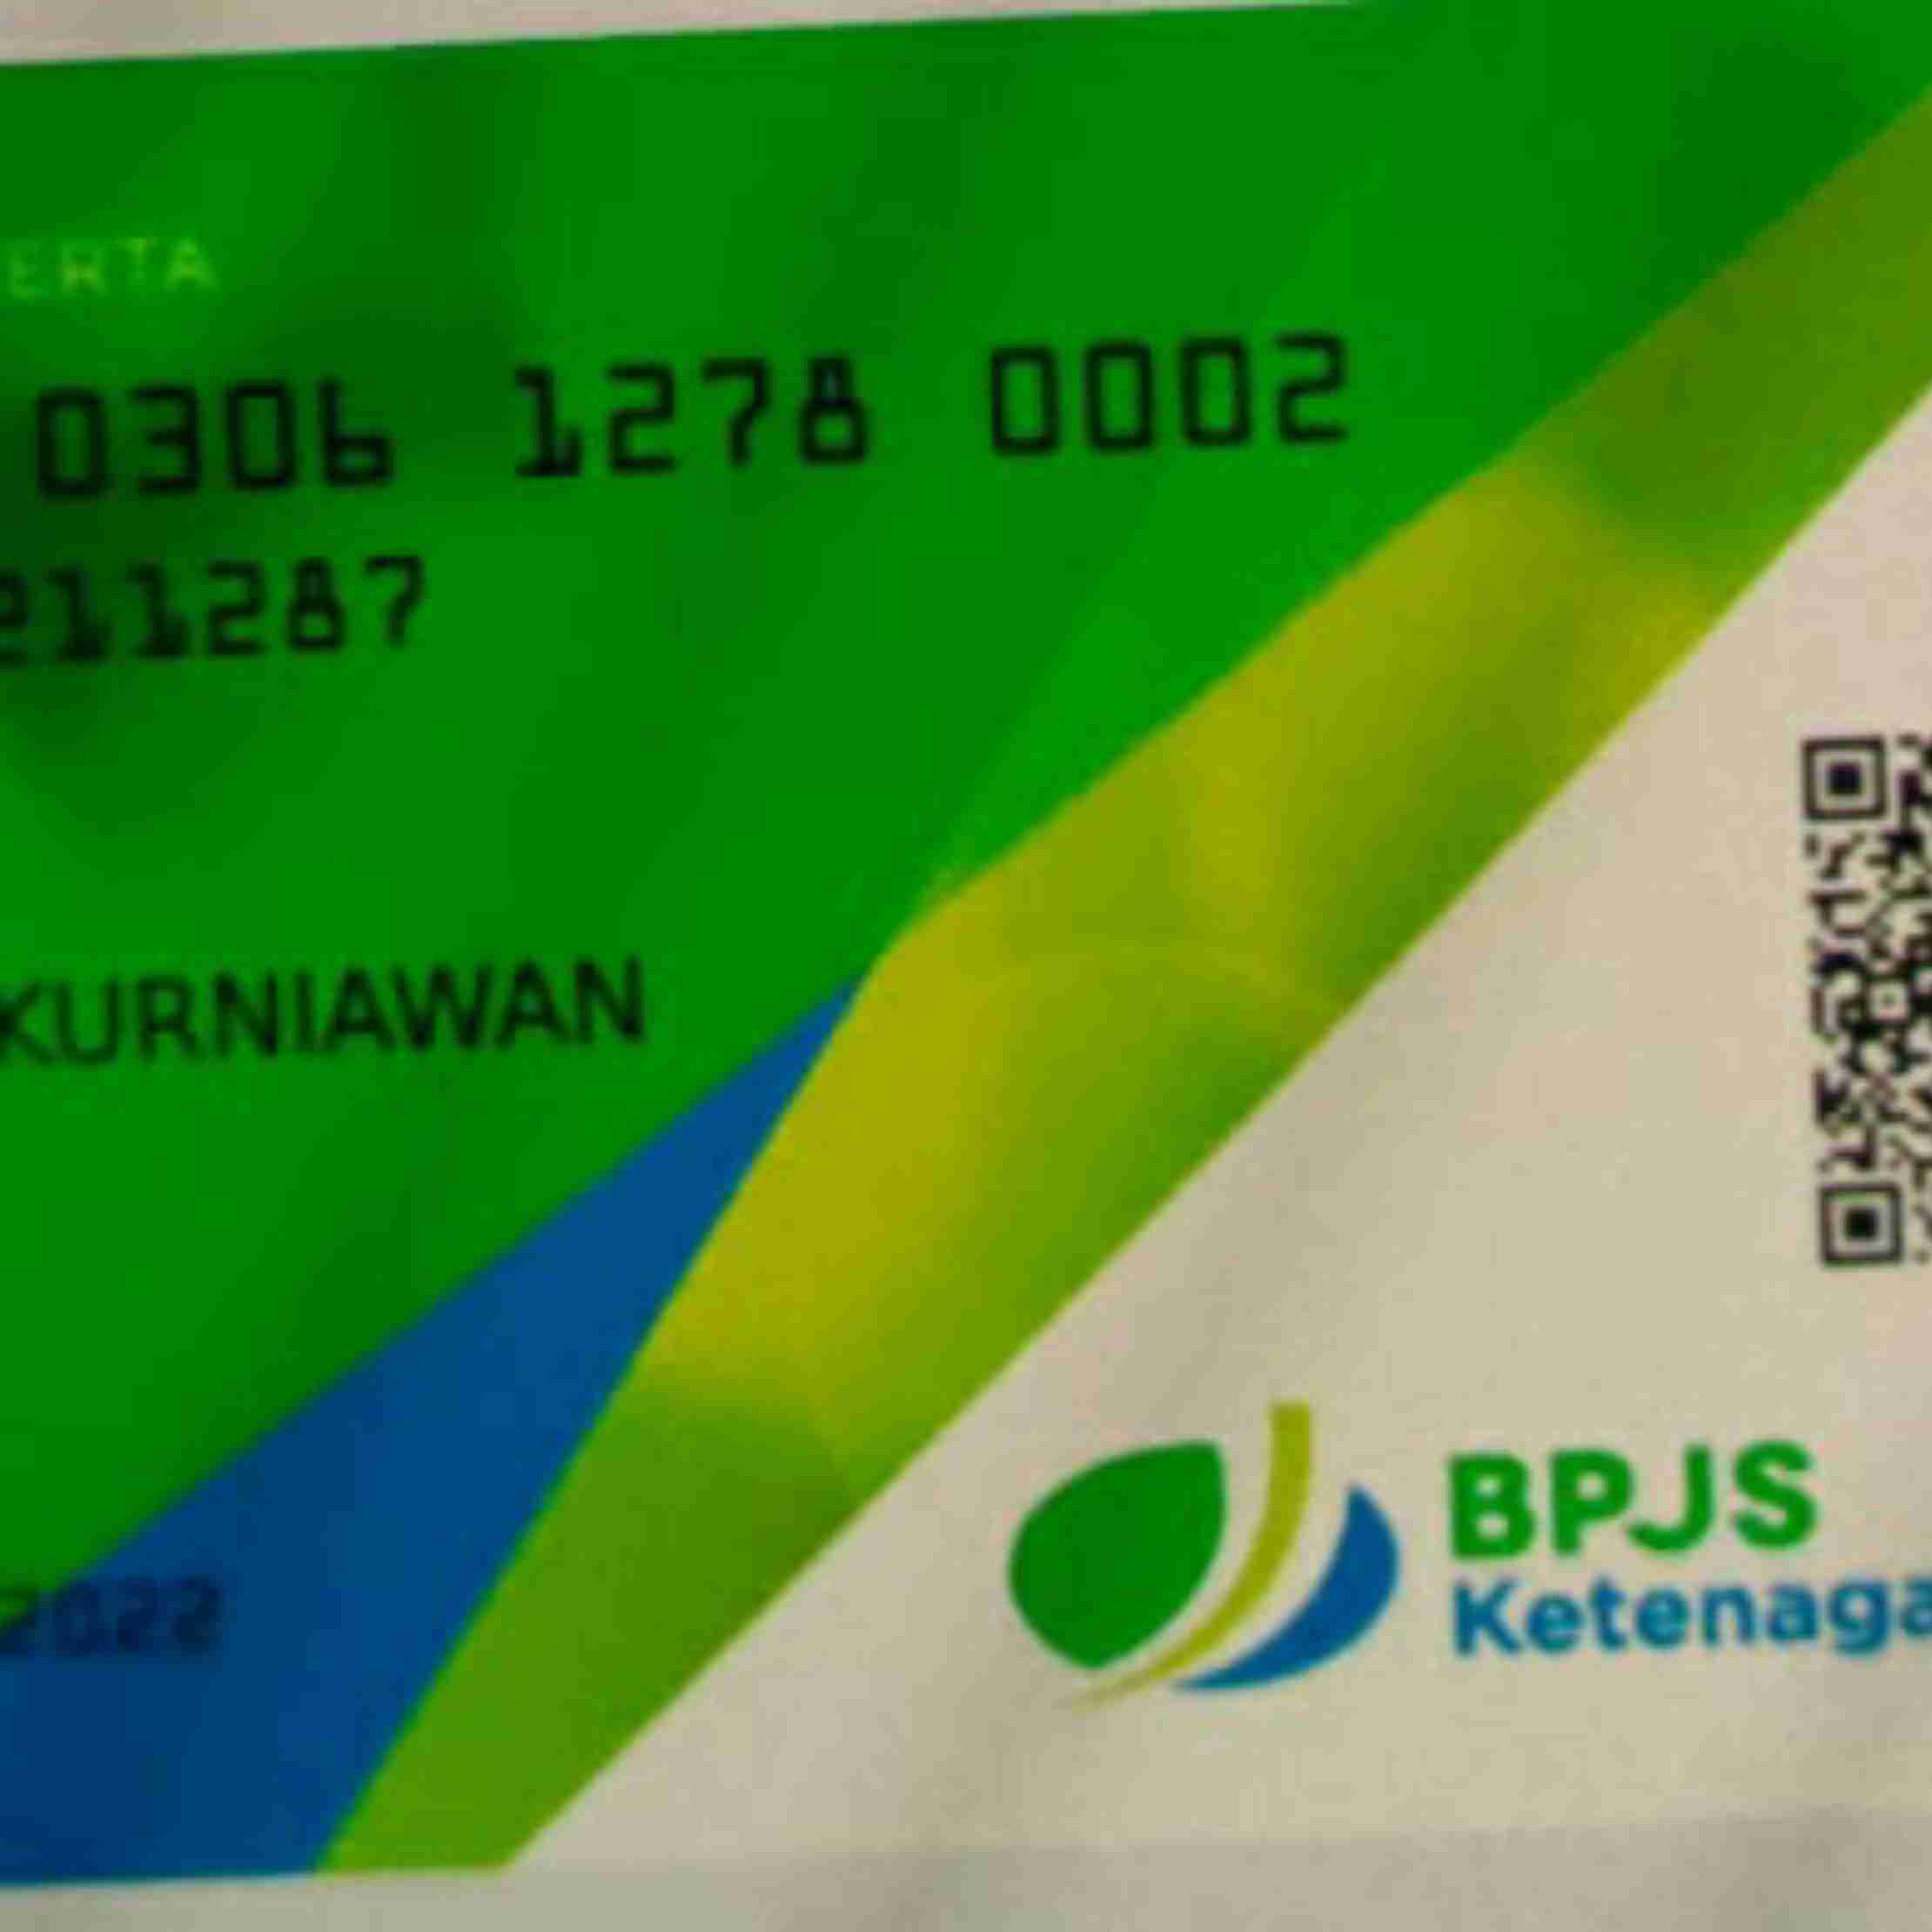 ERTA
0306 1278 0002
211287
KURNIAWAN
2022
BPJS
Ketenaga